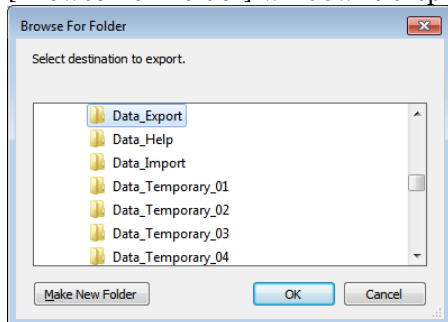 Browse For Folder
Select destination to export.
Data_Export
Data_Help
Data_Import
Data_Temporary_01
Data_Temporary_02
Data_Temporary_03
Data_Temporary_04
Make New Folder OK Cancel